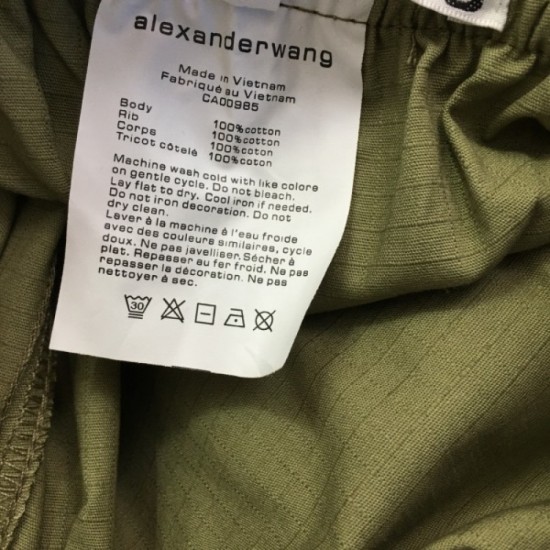 alexanderwang
Made in Vietnam
Fabriqué au Vietnam
CA00985
Body 100%cotton
Rib 100%cotton
Corps 100%cotton
Tricot côtelé 100%cotton
Machine wash cold with like colors
on gentle cycle. Do not bleach.
Lay flat to dry. Cool iron if needed.
Do not iron decoration. Do not
dry clean.
Laver à la machine à l'eau froide
avec des couleurs similaires, cycle
doux. Ne pas javelliser. Sécher à
plat. Repasser au fer froid. Ne pas
repasser la décoration. Ne pas
nettoyer à sec.
30